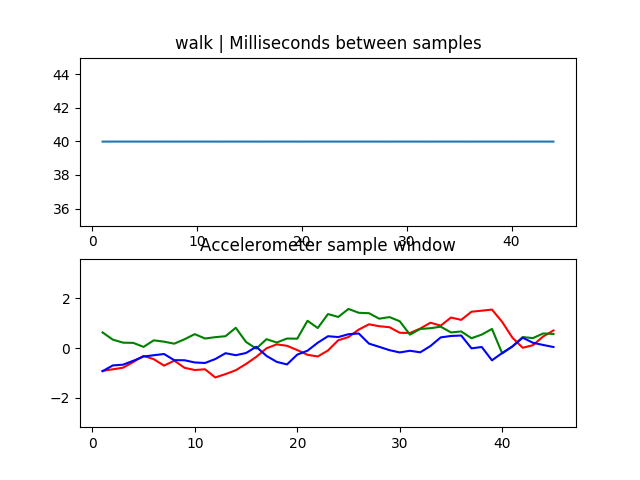 walk | Milliseconds between samples
44
42
40
38
36
0 10 20 30 40
Accelerometer sample window
2
0
−2
0 10 20 30 40